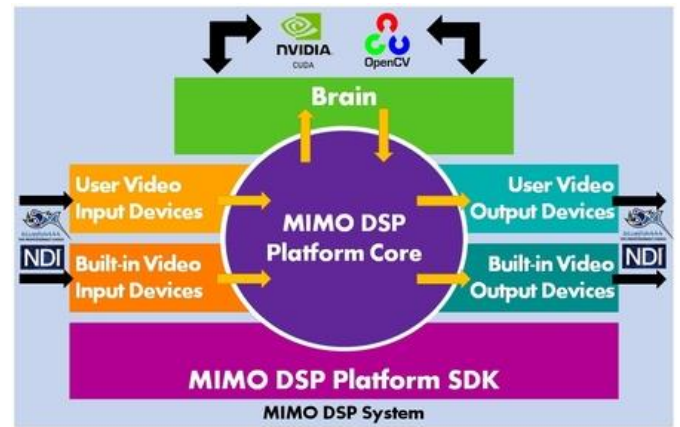 NVIDIA
CUDA
OpenCV
Brain
User Video
Input Devices
User Video
Output Devices
MIMO DSP
Platform Core
NDI
Built-in Video
Input Devices
Built-in Video
Output Devices
NDI
MIMO DSP Platform SDK
MIMO DSP System